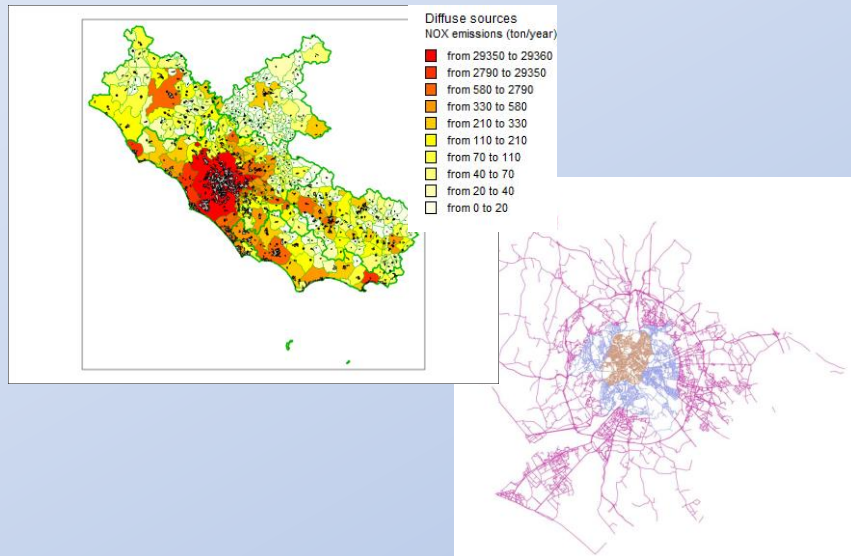 Diffuse sources
NOX emissions (ton/year)
from 29350 to 29360
from 2790 to 29350
from 580 to 2790
from 330 to 580
from 210 to 330
from 110 to 210
from 70 to 110
from 40 to 70
from 20 to 40
from 0 to 20